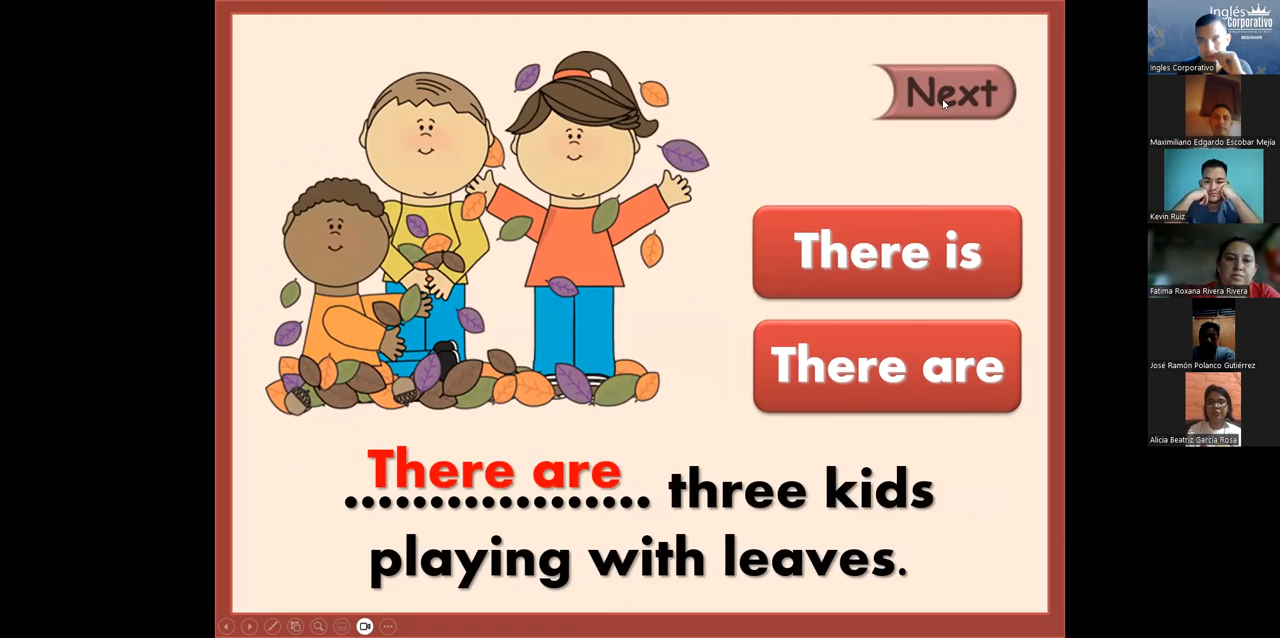 Next
There is
There are
There are three kids
playing with leaves.
Inglés
Corporativo
BEGINNER
Ingles Corporativo
Maximiliano Edgardo Escobar Mejía
Kevin Ruiz
Fatima Roxana Rivera Rivera
José Ramón Polanco Gutiérrez
Alicia Beatriz García Rosa